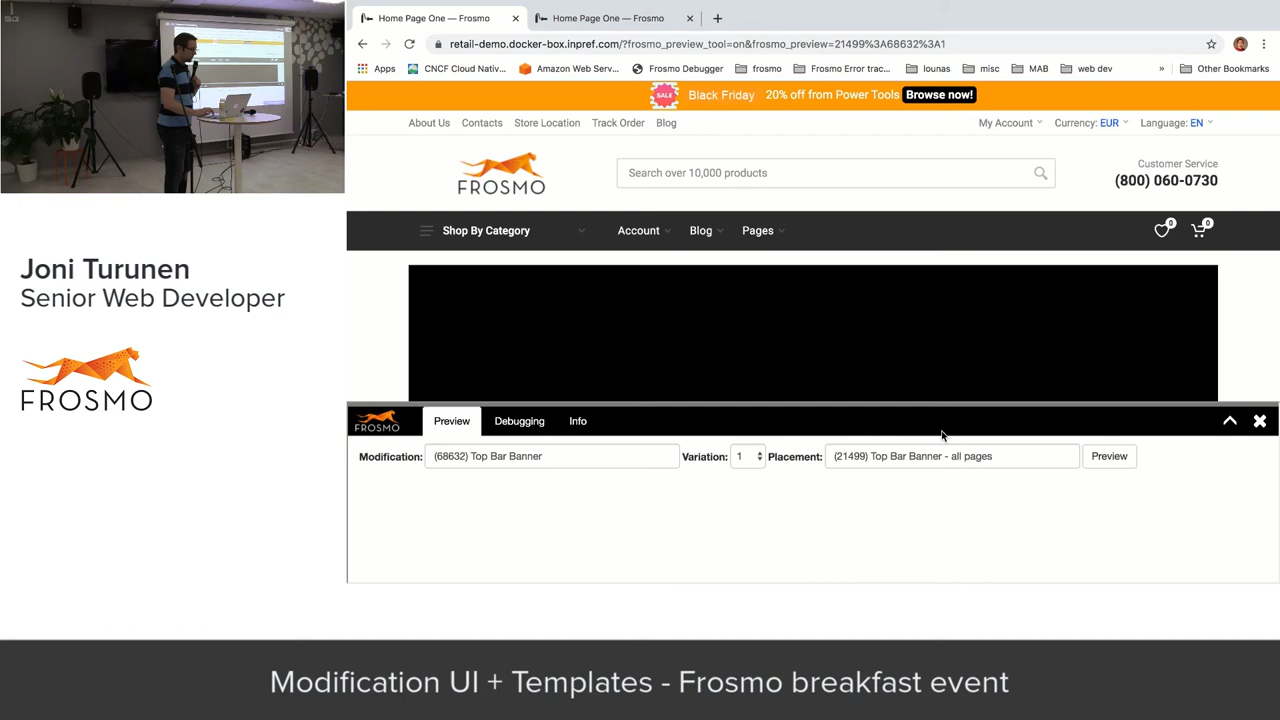 Home Page One — Frosmo
Home Page One — Frosmo
retail-demo.docker-box.inpref.com/?frosmo_preview_tool=on&frosmo_preview=21499%3A68632%3A1
Apps
CNCF Cloud Nativ...
Amazon Web Serv...
Frosmo Debugger
frosmo
Frosmo Error trac...
lounas
misc
MAB
web dev
»
Other Bookmarks
SALE
Black Friday 20% off from Power Tools Browse now!
About Us Contacts Store Location Track Order Blog
My Account Currency: EUR Language: EN
FROSMO
Search over 10,000 products
Customer Service
(800) 060-0730
Shop By Category Account Blog Pages
0 0
Joni Turunen
Senior Web Developer
FROSMO
FROSMO
Preview Debugging Info
Modification: (68632) Top Bar Banner Variation: 1 Placement: (21499) Top Bar Banner - all pages Preview
Modification UI + Templates - Frosmo breakfast event